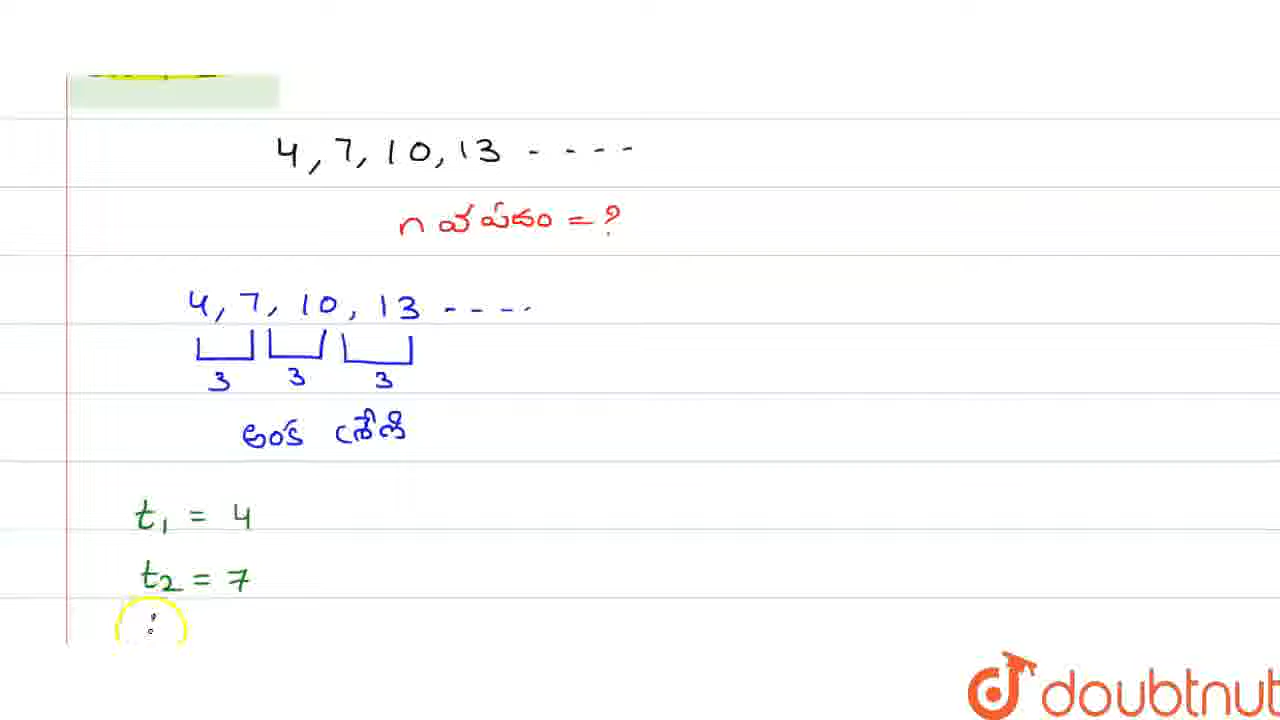 4, 7, 10, 13 ----
n వ పదం = ?
4, 7, 10, 13 ----
3 3 3
అంక శ్రేఢి
t₁ = 4
t₂ = 7
doubtnut